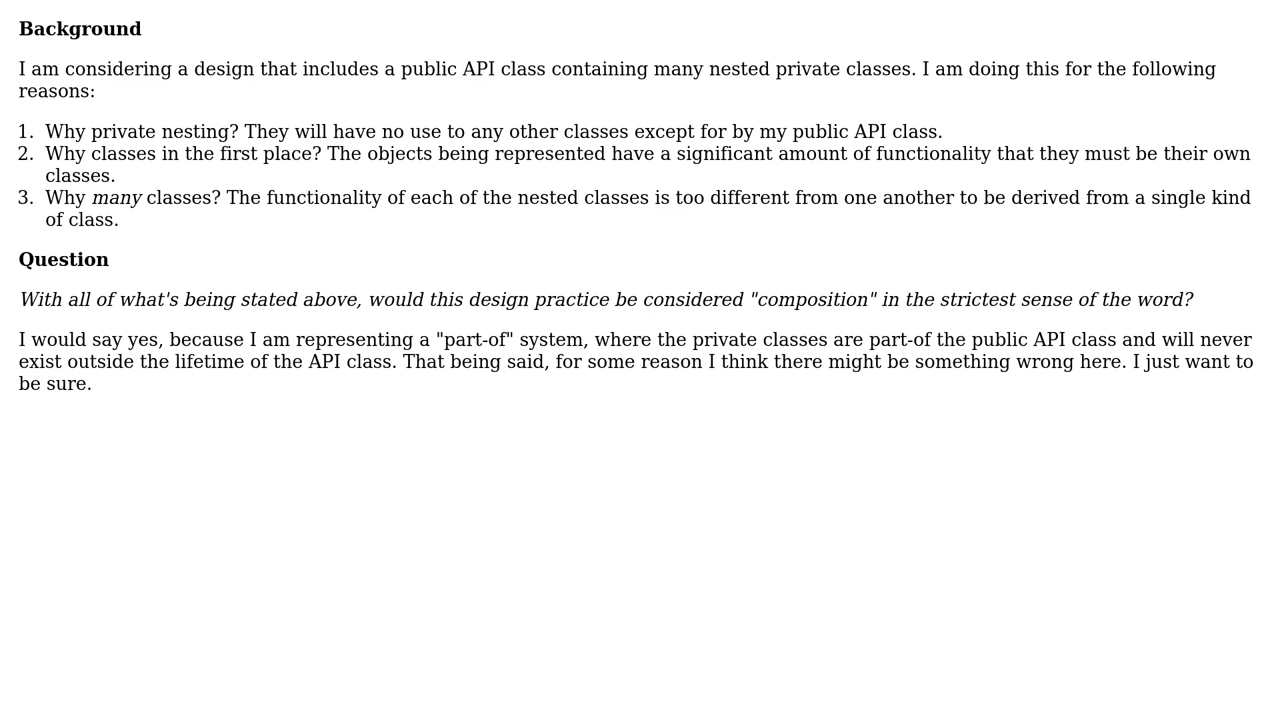 Background
I am considering a design that includes a public API class containing many nested private classes. I am doing this for the following
reasons:
1. Why private nesting? They will have no use to any other classes except for by my public API class.
2. Why classes in the first place? The objects being represented have a significant amount of functionality that they must be their own
classes.
3. Why many classes? The functionality of each of the nested classes is too different from one another to be derived from a single kind
of class.
Question
With all of what's being stated above, would this design practice be considered "composition" in the strictest sense of the word?
I would say yes, because I am representing a "part-of" system, where the private classes are part-of the public API class and will never
exist outside the lifetime of the API class. That being said, for some reason I think there might be something wrong here. I just want to
be sure.